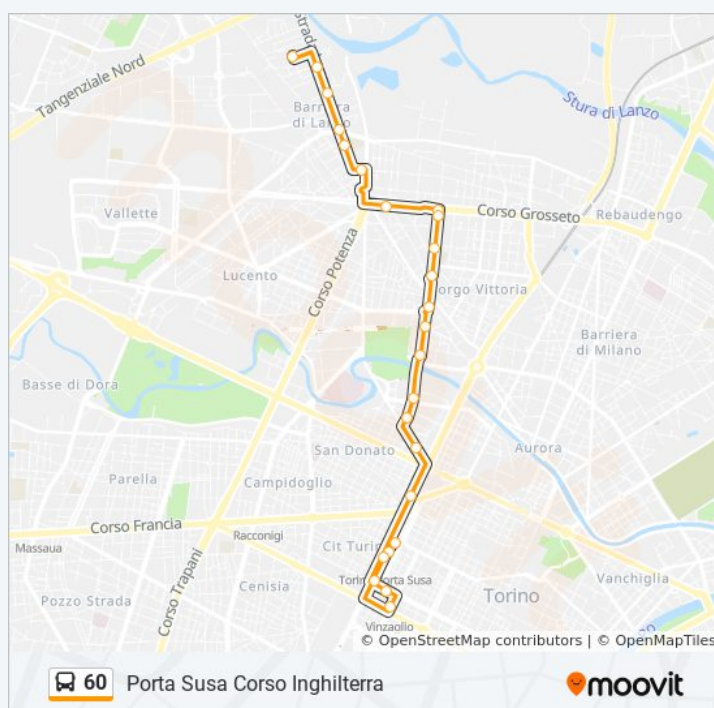 Strada
Tangenziale Nord
Barriera
di Lanzo
Stura di Lanzo
Vallette
Corso Grosseto
Rebaudengo
Corso Potenza
Lucento
Borgo Vittoria
Barriera
di Milano
Basse di Dora
San Donato
Aurora
Parella
Campidoglio
Corso Francia
Massaua
Racconigi
Cit Turin
Cenisia
Torino Porta Susa
Vanchiglia
Pozzo Strada
Corso Trapani
Torino
Vinzaglio
© OpenStreetMap contributors | © OpenMapTiles
60 Porta Susa Corso Inghilterra
moovit